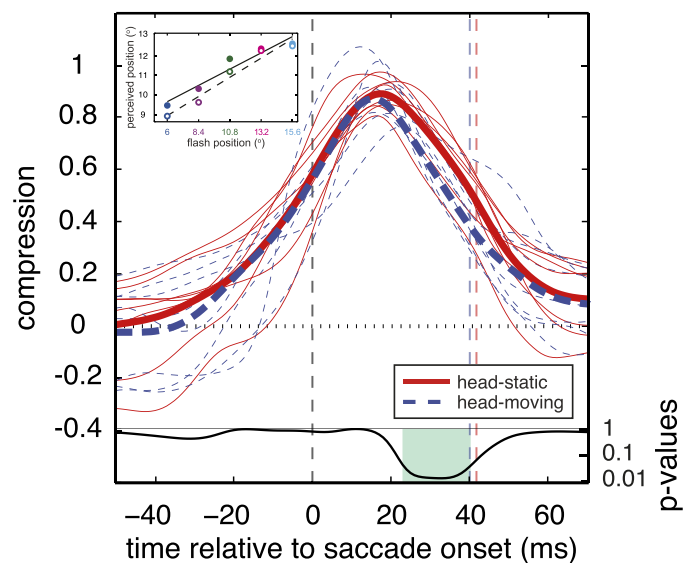 perceived position (°)
13
12
11
10
9
6 8.4 10.8 13.2 15.6
flash position (°)
compression
1
0.8
0.6
0.4
0.2
0
-0.2
-0.4
head-static
head-moving
1
0.1
0.01
p-values
−40 −20 0 20 40 60
time relative to saccade onset (ms)